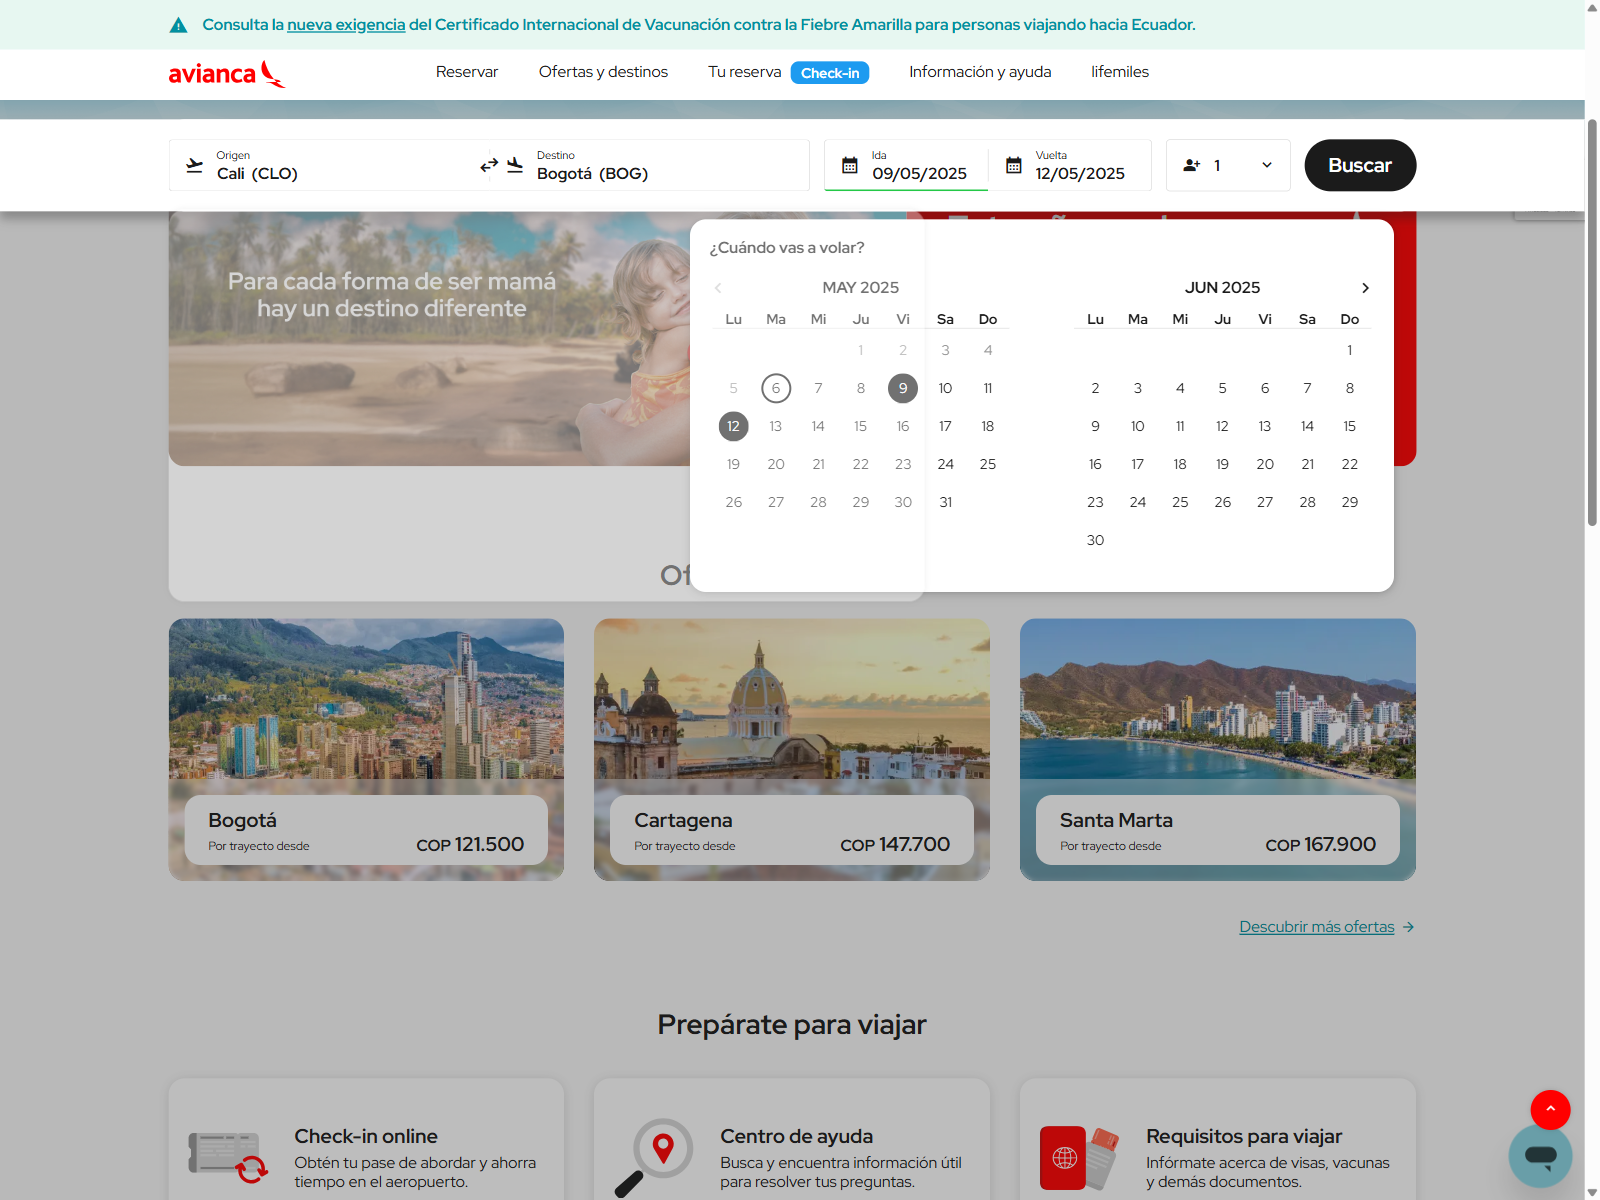 Consulta la nueva exigencia del Certificado Internacional de Vacunación contra la Fiebre Amarilla para personas viajando hacia Ecuador.
avianca
Reservar
Ofertas y destinos
Tu reserva
Check-in
Información y ayuda
lifemiles
Origen
Cali (CLO)
Destino
Bogotá (BOG)
Ida
09/05/2025
Vuelta
12/05/2025
1
Buscar
Para cada forma de ser mamá
hay un destino diferente
¿Cuándo vas a volar?
MAY 2025
Lu Ma Mi Ju Vi Sa Do
1 2 3 4
5 6 7 8 9 10 11
12 13 14 15 16 17 18
19 20 21 22 23 24 25
26 27 28 29 30 31
JUN 2025
Lu Ma Mi Ju Vi Sa Do
1
2 3 4 5 6 7 8
9 10 11 12 13 14 15
16 17 18 19 20 21 22
23 24 25 26 27 28 29
30
Of
Bogotá
Por trayecto desde
COP 121.500
Cartagena
Por trayecto desde
COP 147.700
Santa Marta
Por trayecto desde
COP 167.900
Descubrir más ofertas
Prepárate para viajar
Check-in online
Obtén tu pase de abordar y ahorra
tiempo en el aeropuerto.
Centro de ayuda
Busca y encuentra información útil
para resolver tus preguntas.
Requisitos para viajar
Infórmate acerca de visas, vacunas
y demás documentos.